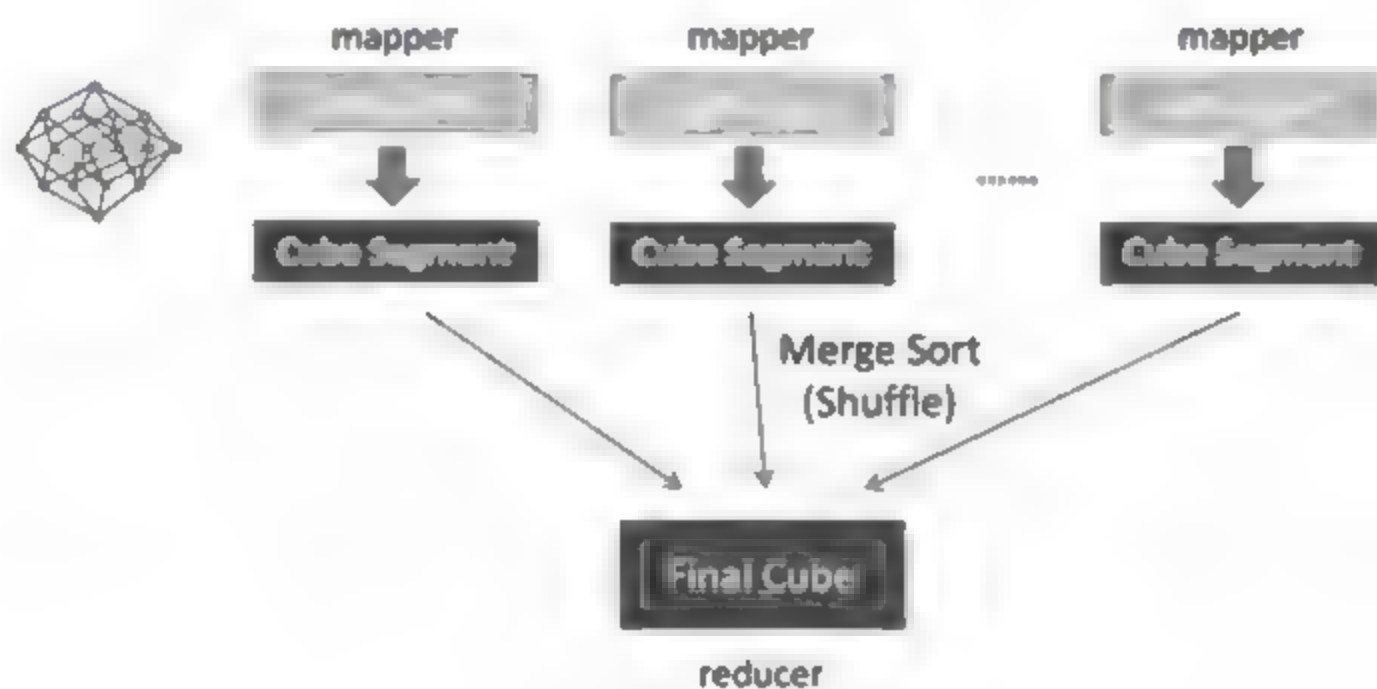 mapper
mapper
mapper
Cube Segment
Cube Segment
......
Cube Segment
Merge Sort
(Shuffle)
Final Cube
reducer